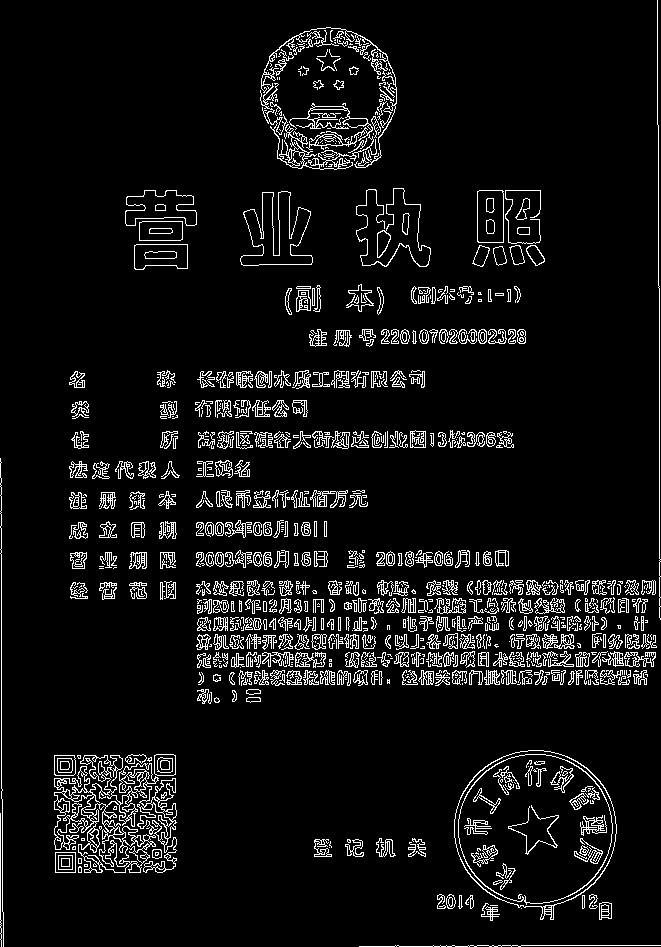 营业执照
(副 本) (副本号:1-1)
注册号 220107020002328
名 称 长春联创水质工程有限公司
类 型 有限责任公司
住 所 高新区硅谷大街超达创业园13栋306室
法定代表人 王鹤名
注册资本 人民币壹仟伍佰万元
成立日期 2003年06月16日
营业期限 2003年06月16日 至 2018年06月16日
经营范围 水处理设备设计、咨询、制造、安装(排放污染物许可证有效期
到2011年12月31日)*市政公用工程施工总承包叁级(该项目有
效期到2014年4月14日止),电子机电产品(小轿车除外)、计
算机软件开发及硬件销售(以上各项法律、行政法规、国务院规
定禁止的不准经营;须经专项审批的项目未经批准之前不准经营
)*(依法须经批准的项目,经相关部门批准后方可开展经营活
动。)二
登记机关
长春市工商行政管理局
2014 年 月 12 日